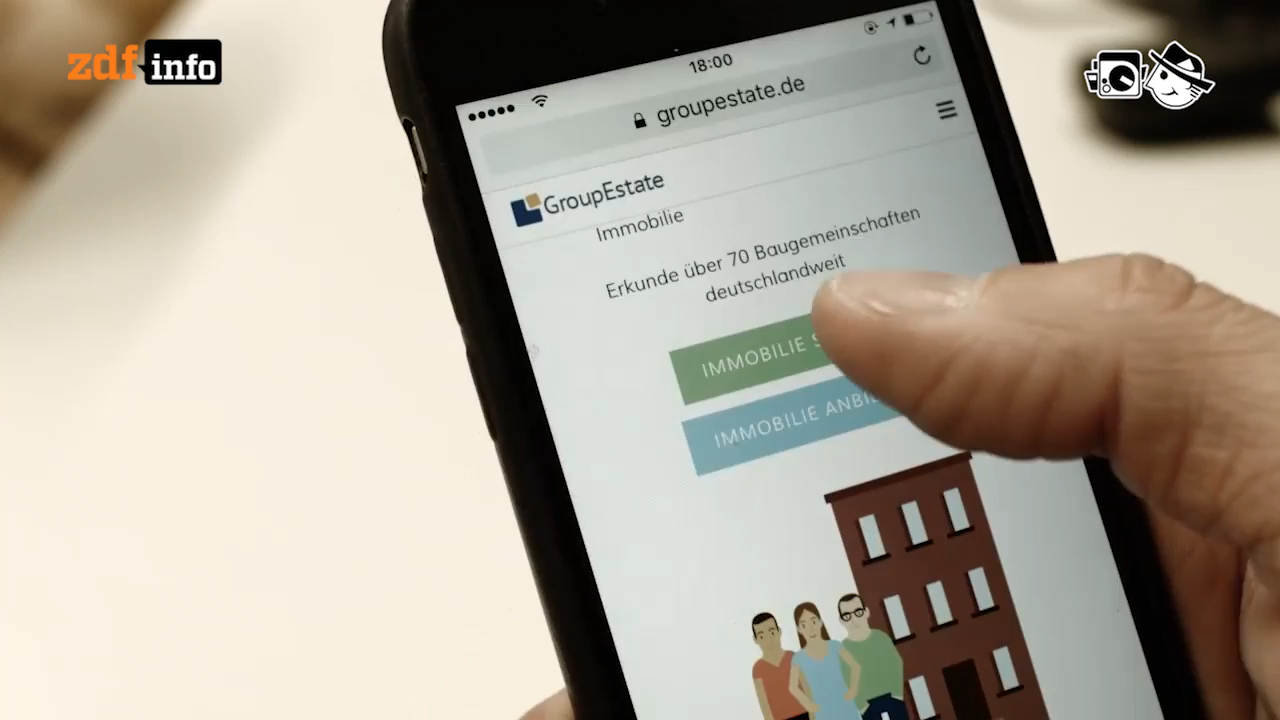 zdf info
18:00
groupestate.de
GroupEstate
Immobilie
Erkunde über 70 Baugemeinschaften
deutschlandweit
IMMOBILIE
IMMOBILIE